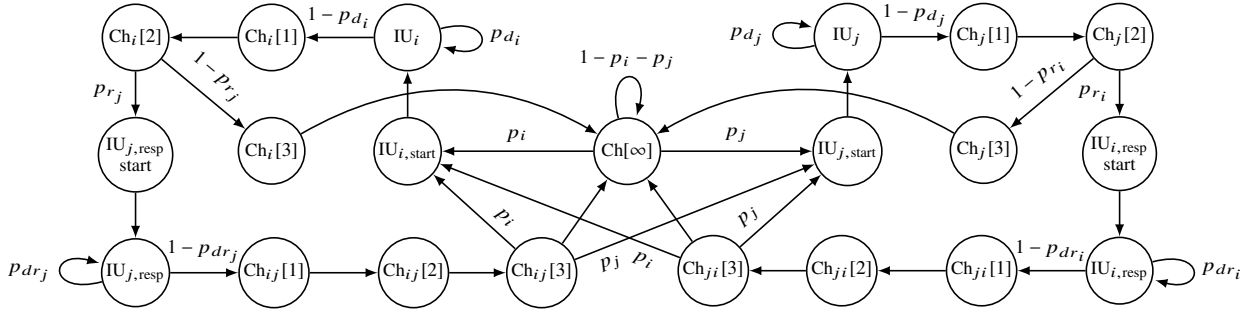 Ch_i[2]
Ch_i[1]
1 − p_{d_i}
IU_i
p_{d_i}
p_{d_j}
IU_j
1 − p_{d_j}
Ch_j[1]
Ch_j[2]
1 − p_i − p_j
p_{r_j}
1 − p_{r_j}
1 − p_{r_i}
p_{r_i}
IU_{j,resp}
start
Ch_i[3]
IU_{i,start}
p_i
Ch[∞]
p_j
IU_{j,start}
Ch_j[3]
IU_{i,resp}
start
p_i
p_j
p_{dr_j}
IU_{j,resp}
1 − p_{dr_j}
Ch_{ij}[1]
Ch_{ij}[2]
Ch_{ij}[3]
p_j
p_i
Ch_{ji}[3]
Ch_{ji}[2]
Ch_{ji}[1]
1 − p_{dr_i}
IU_{i,resp}
p_{dr_i}